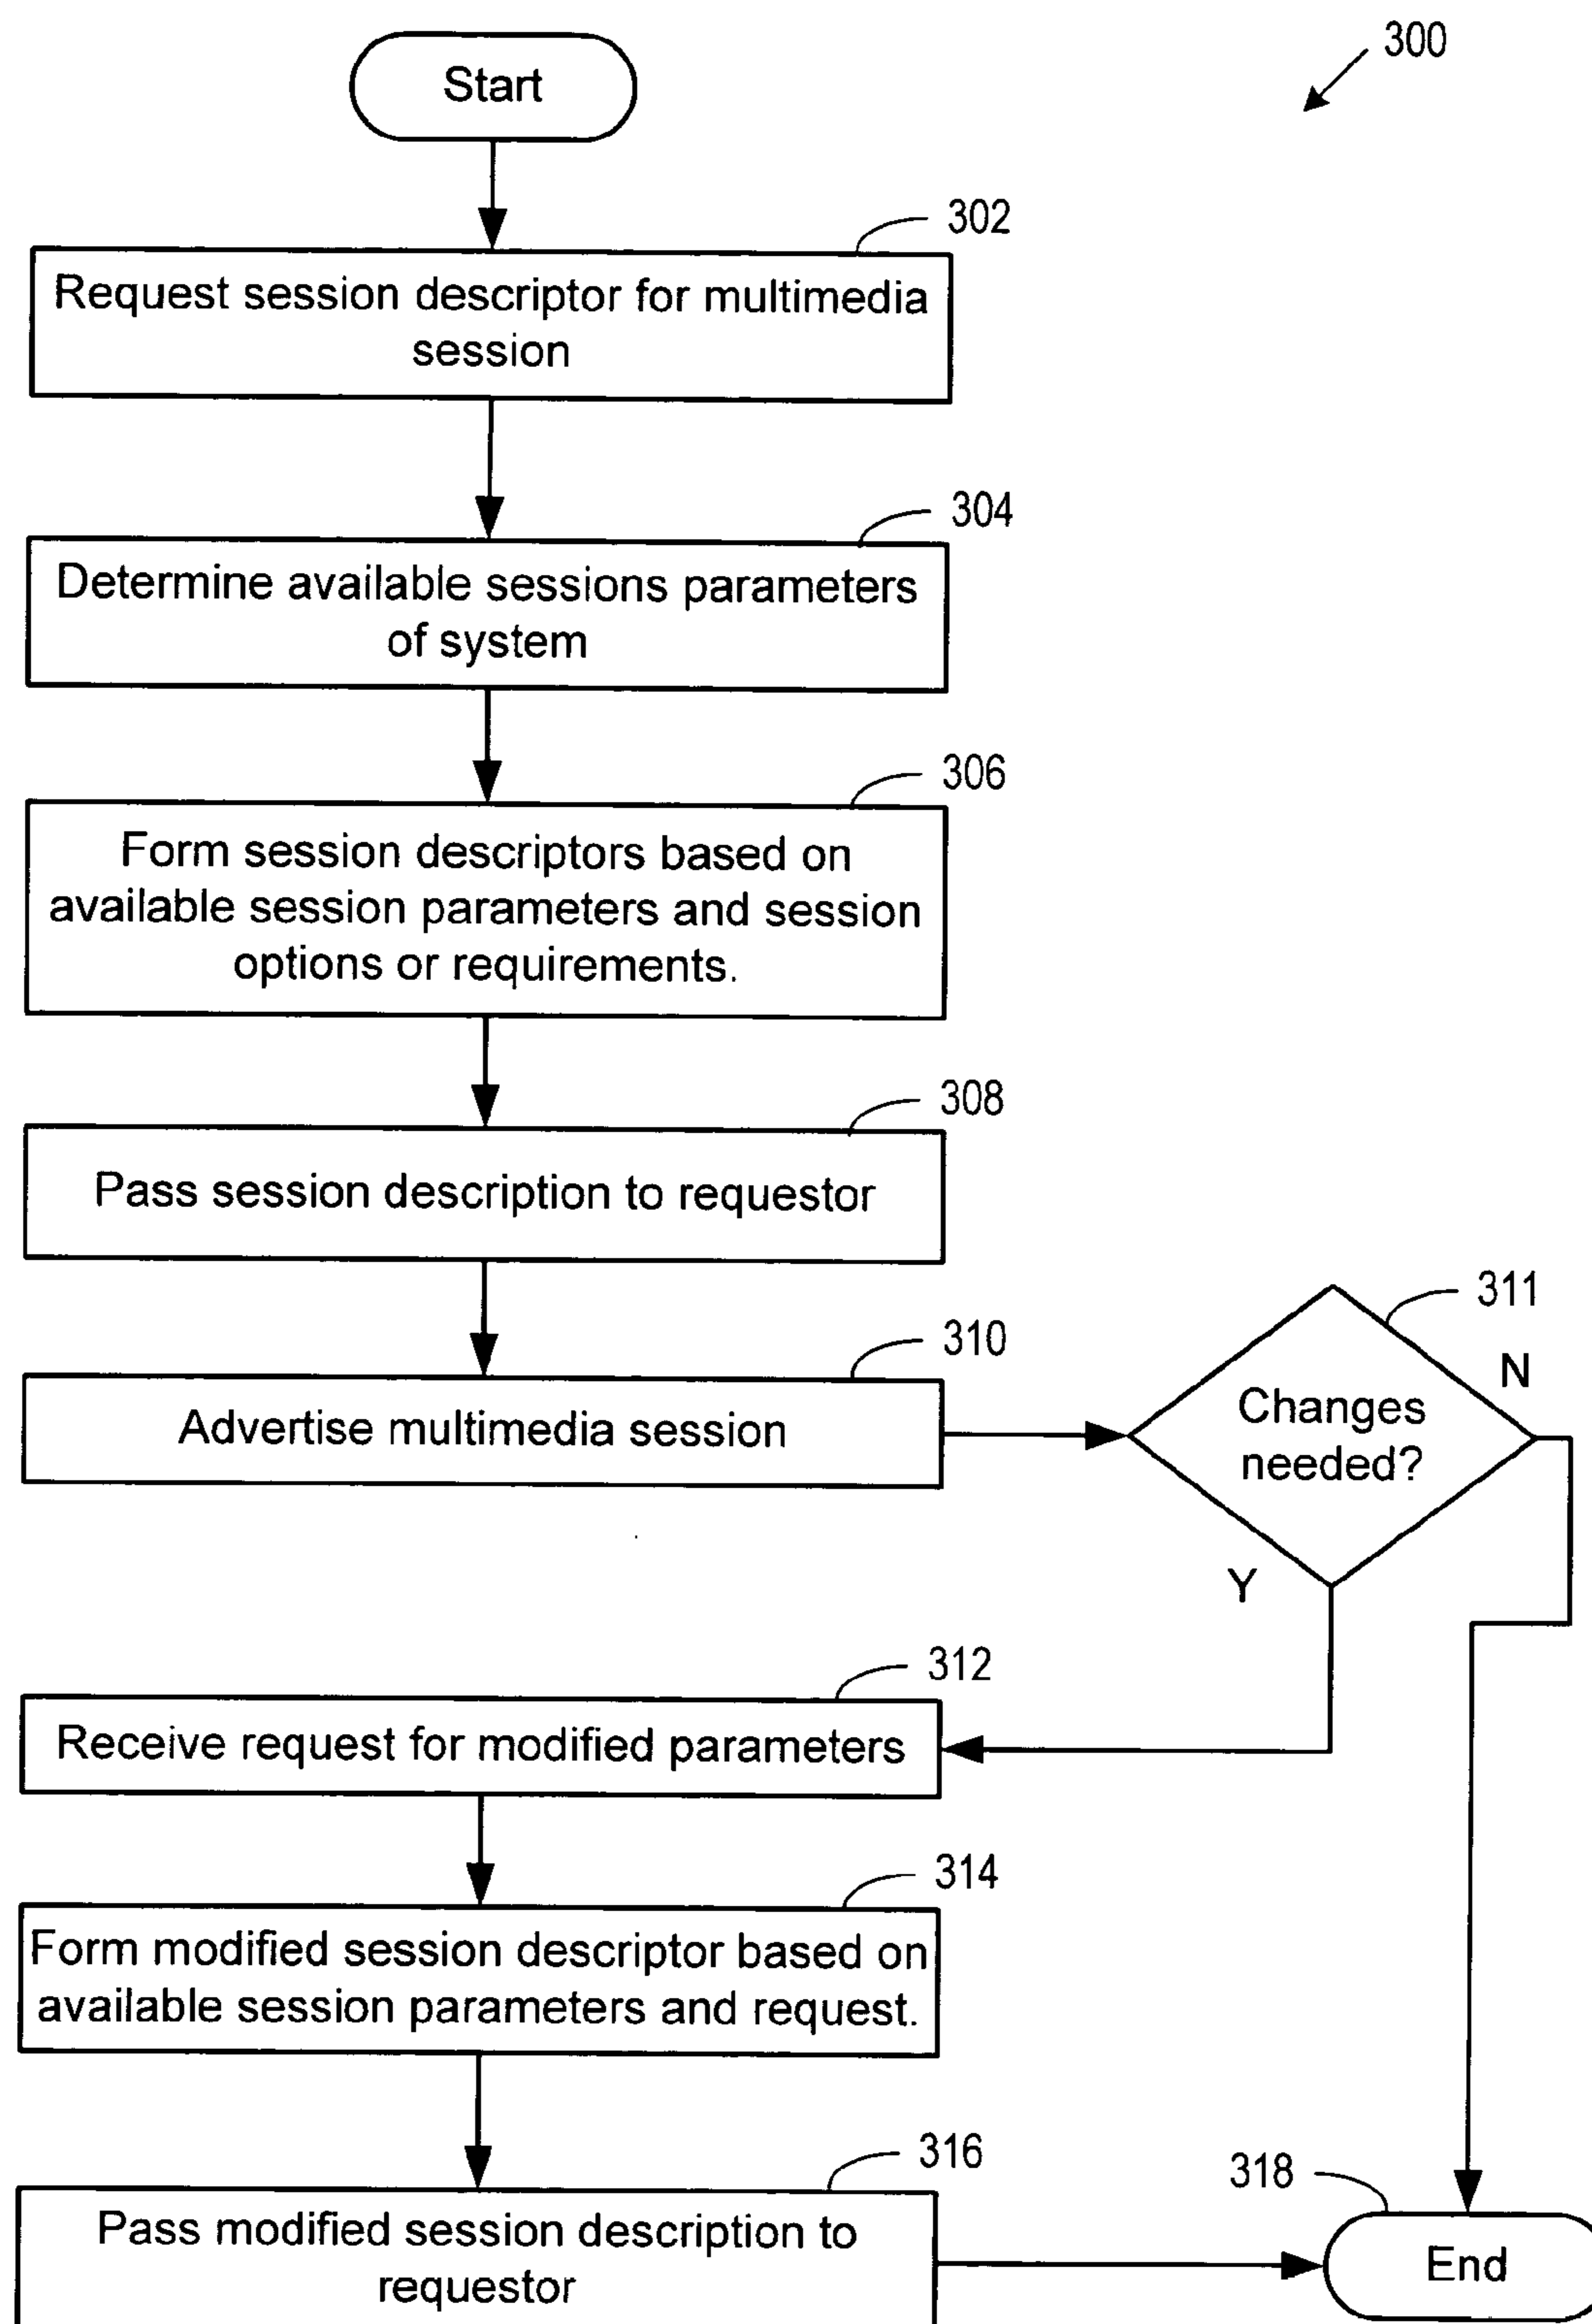 300
Start
302
Request session descriptor for multimedia
session
304
Determine available sessions parameters
of system
306
Form session descriptors based on
available session parameters and session
options or requirements.
308
Pass session description to requestor
310
Advertise multimedia session
311
N
Changes
needed?
Y
312
Receive request for modified parameters
314
Form modified session descriptor based on
available session parameters and request.
316
Pass modified session description to
requestor
318
End